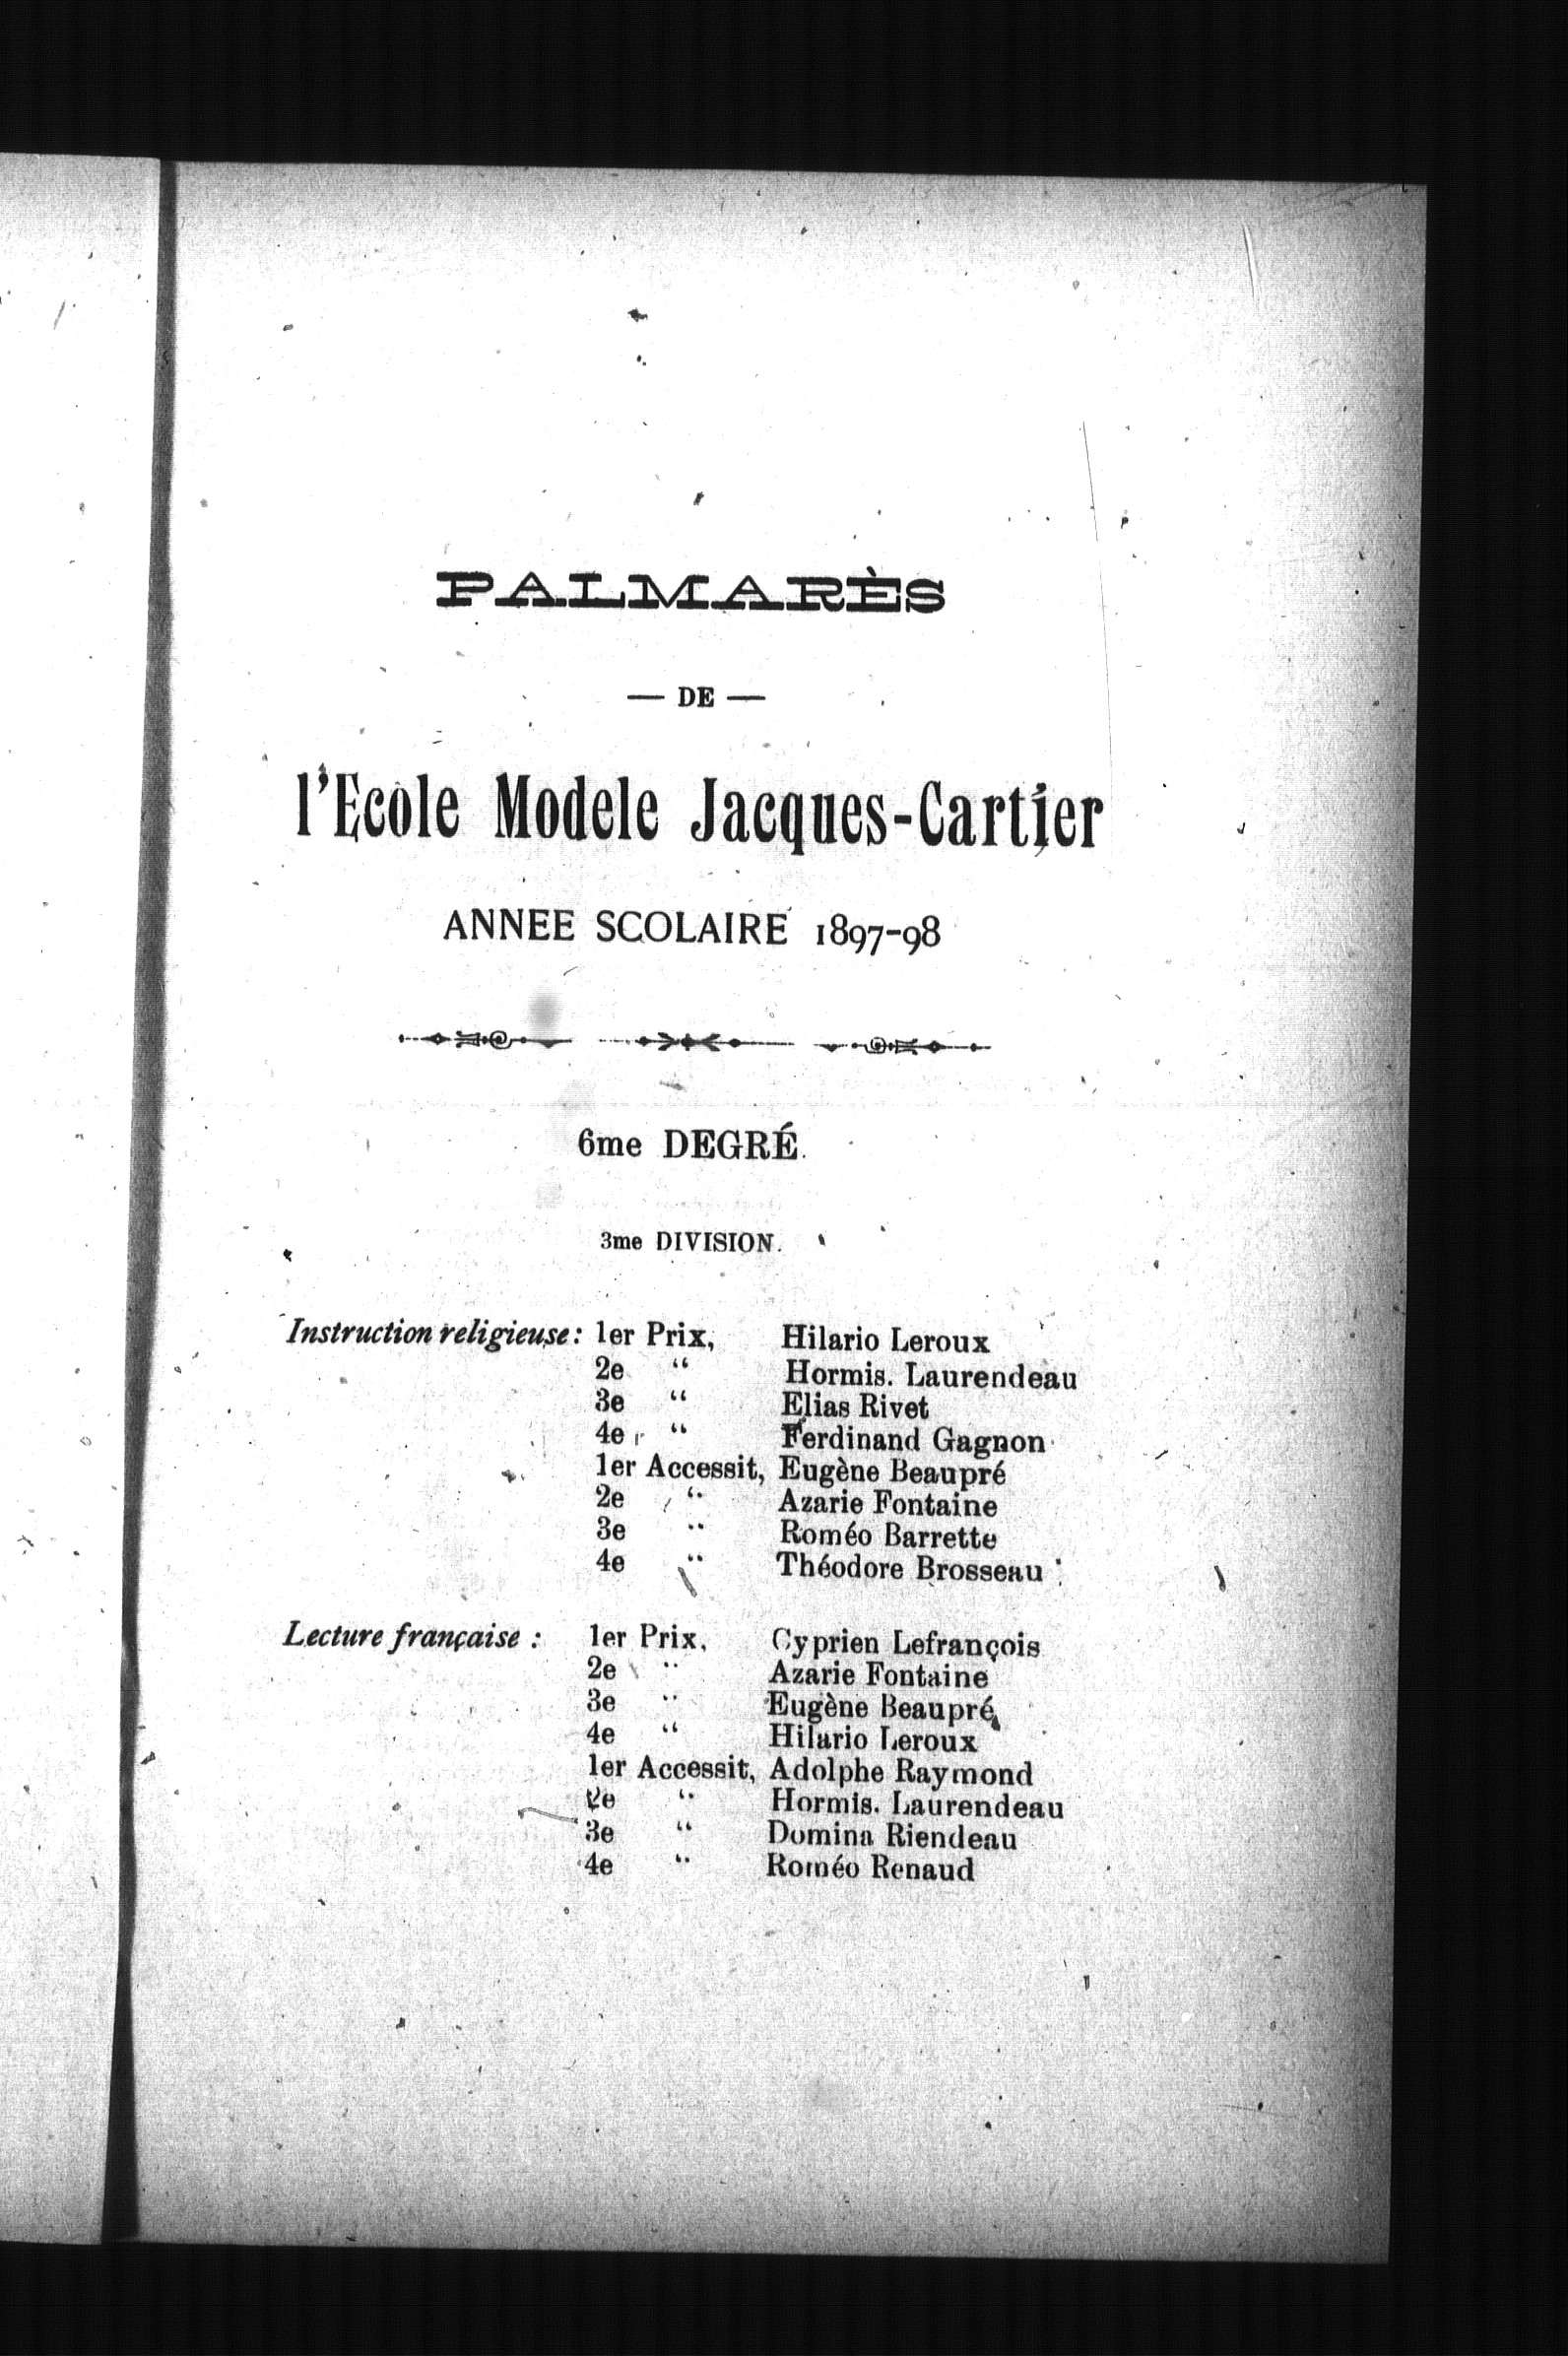 PALMARÈS
— DE —
l'Ecole Modele Jacques-Cartier
ANNEE SCOLAIRE 1897-98
6me DEGRÉ.
3me DIVISION.
Instruction religieuse: 1er Prix, Hilario Leroux
2e " Hormis. Laurendeau
3e " Elias Rivet
4e " Ferdinand Gagnon
1er Accessit, Eugène Beaupré
2e " Azarie Fontaine
3e " Roméo Barrette
4e " Théodore Brosseau
Lecture française : 1er Prix, Cyprien Lefrançois
2e " Azarie Fontaine
3e " Eugène Beaupré
4e " Hilario Leroux
1er Accessit, Adolphe Raymond
2e " Hormis. Laurendeau
3e " Domina Riendeau
4e " Roméo Renaud